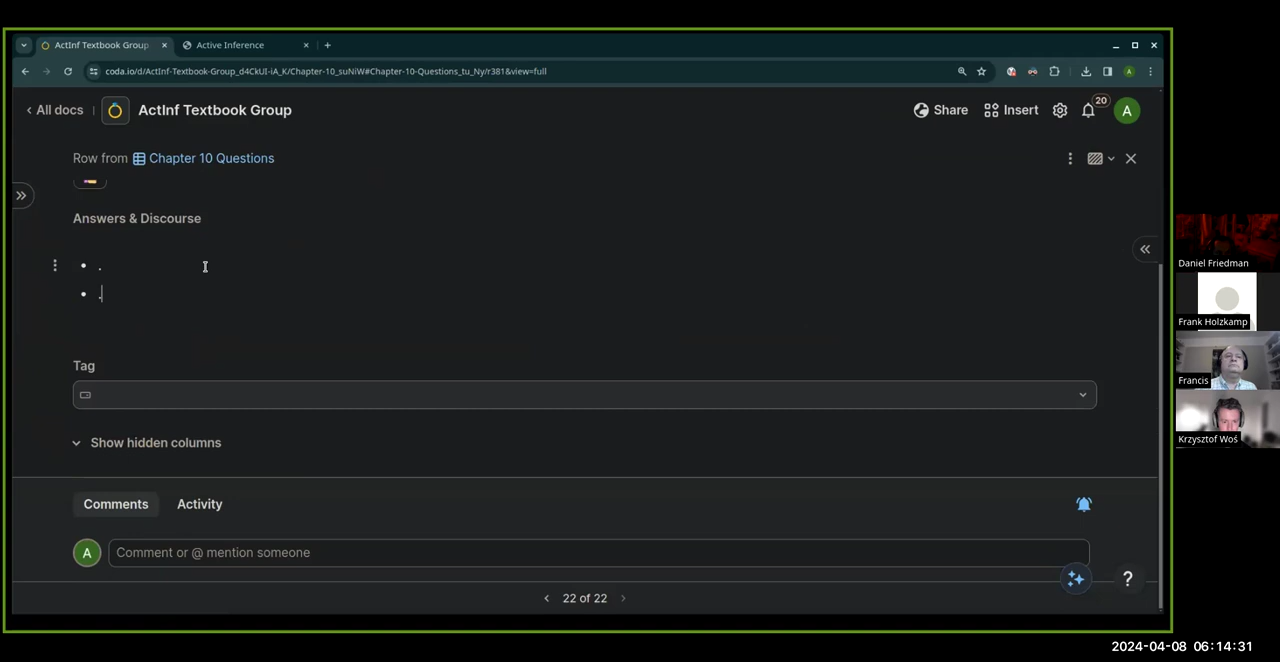 ActInf Textbook Group
Active Inference
coda.io/d/ActInf-Textbook-Group_d4CkUI-iA_K/Chapter-10_suNiW#Chapter-10-Questions_tu_Ny/r381&view=full
All docs
ActInf Textbook Group
Share
Insert
20
A
Row from Chapter 10 Questions
Answers & Discourse
.
.
Tag
Show hidden columns
Comments
Activity
A
Comment or @ mention someone
22 of 22
?
Daniel Friedman
Frank Holzkamp
Francis
Krzysztof Woś
2024-04-08 06:14:31